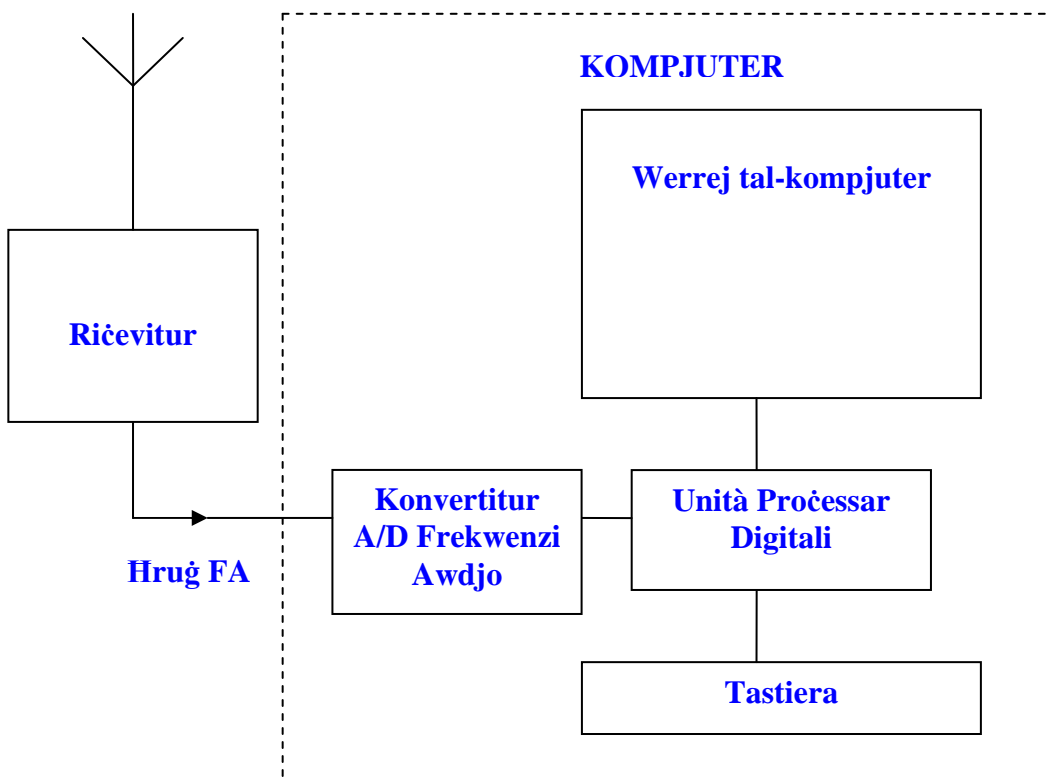 KOMPJUTER
Werrej tal-kompjuter
Riċevitur
Konvertitur
A/D Frekwenzi
Awdjo
Unità Proċessar
Digitali
Ħruġ FA
Tastiera